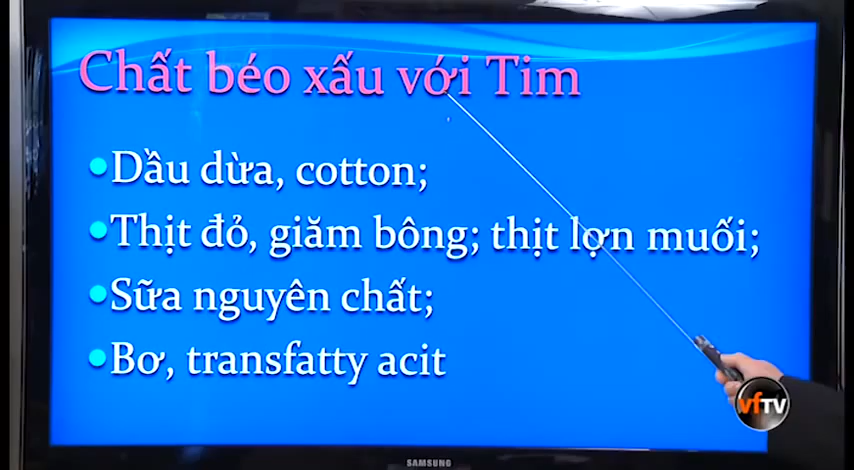 Chất béo xấu với Tim
•Dầu dừa, cotton;
•Thịt đỏ, giăm bông; thịt lợn muối;
•Sữa nguyên chất;
•Bơ, transfatty acit
vfTV
SAMSUNG